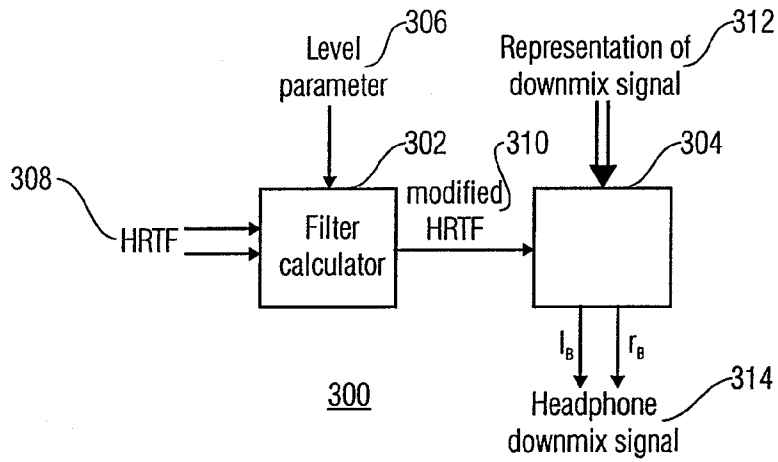 Level
parameter
306
Representation of
downmix signal
312
302
310
304
308
HRTF
Filter
calculator
modified
HRTF
l_B
r_B
300
Headphone
downmix signal
314